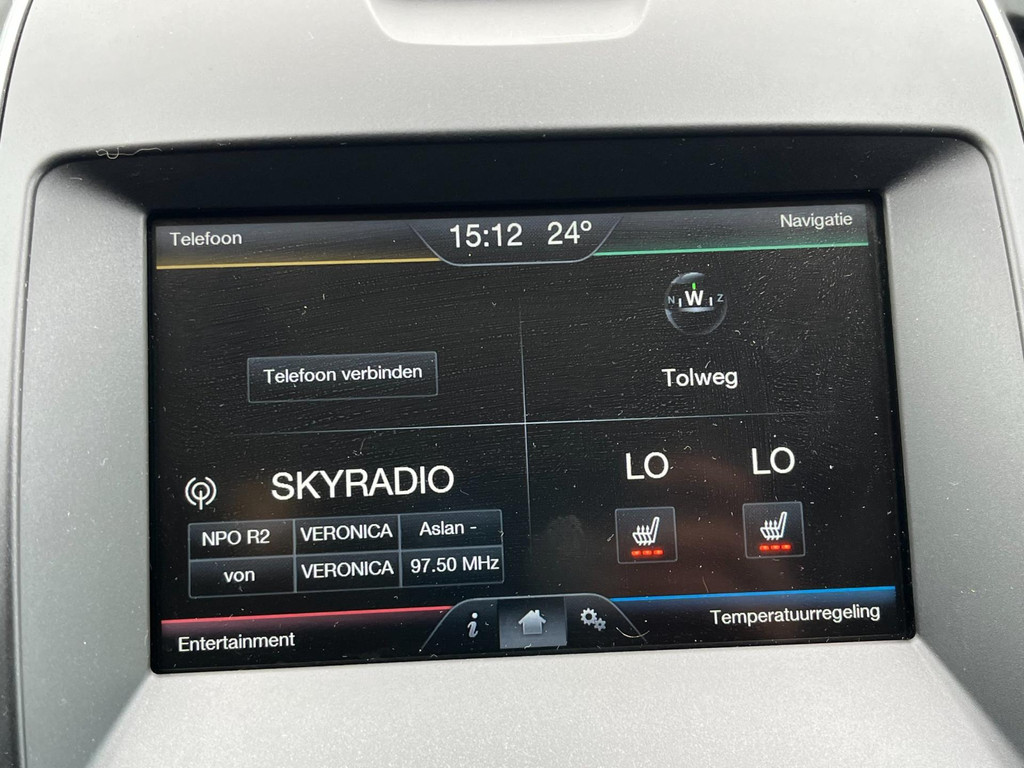 Telefoon
15:12 24°
Navigatie
N W Z
Telefoon verbinden
Tolweg
SKYRADIO
NPO R2 VERONICA Aslan -
von VERONICA 97.50 MHz
LO LO
Entertainment
i
Temperatuurregeling